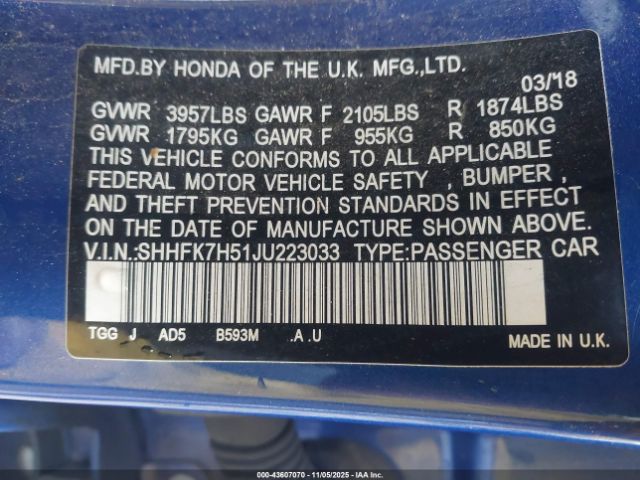 MFD.BY HONDA OF THE U.K. MFG.,LTD.
03/18
GVWR 3957LBS GAWR F 2105LBS R 1874LBS
GVWR 1795KG GAWR F 955KG R 850KG
THIS VEHICLE CONFORMS TO ALL APPLICABLE
FEDERAL MOTOR VEHICLE SAFETY , BUMPER ,
AND THEFT PREVENTION STANDARDS IN EFFECT
ON THE DATE OF MANUFACTURE SHOWN ABOVE.
V.I.N.:SHHFK7H51JU223033 TYPE:PASSENGER CAR
TGG J AD5 B593M .A .U
MADE IN U.K.
000-43607070 11/05/2025 IAA Inc.